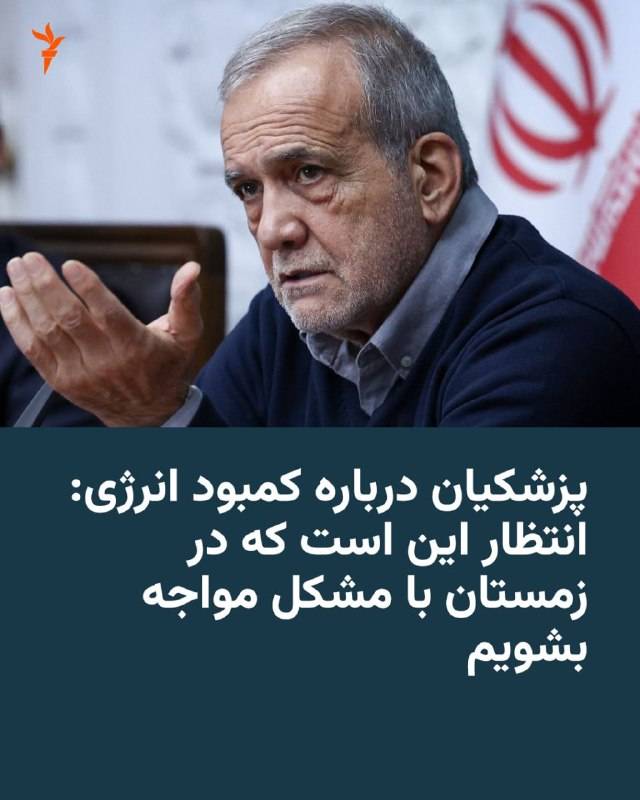 پزشکیان درباره کمبود انرژی:
انتظار این است که در
زمستان با مشکل مواجه
بشویم